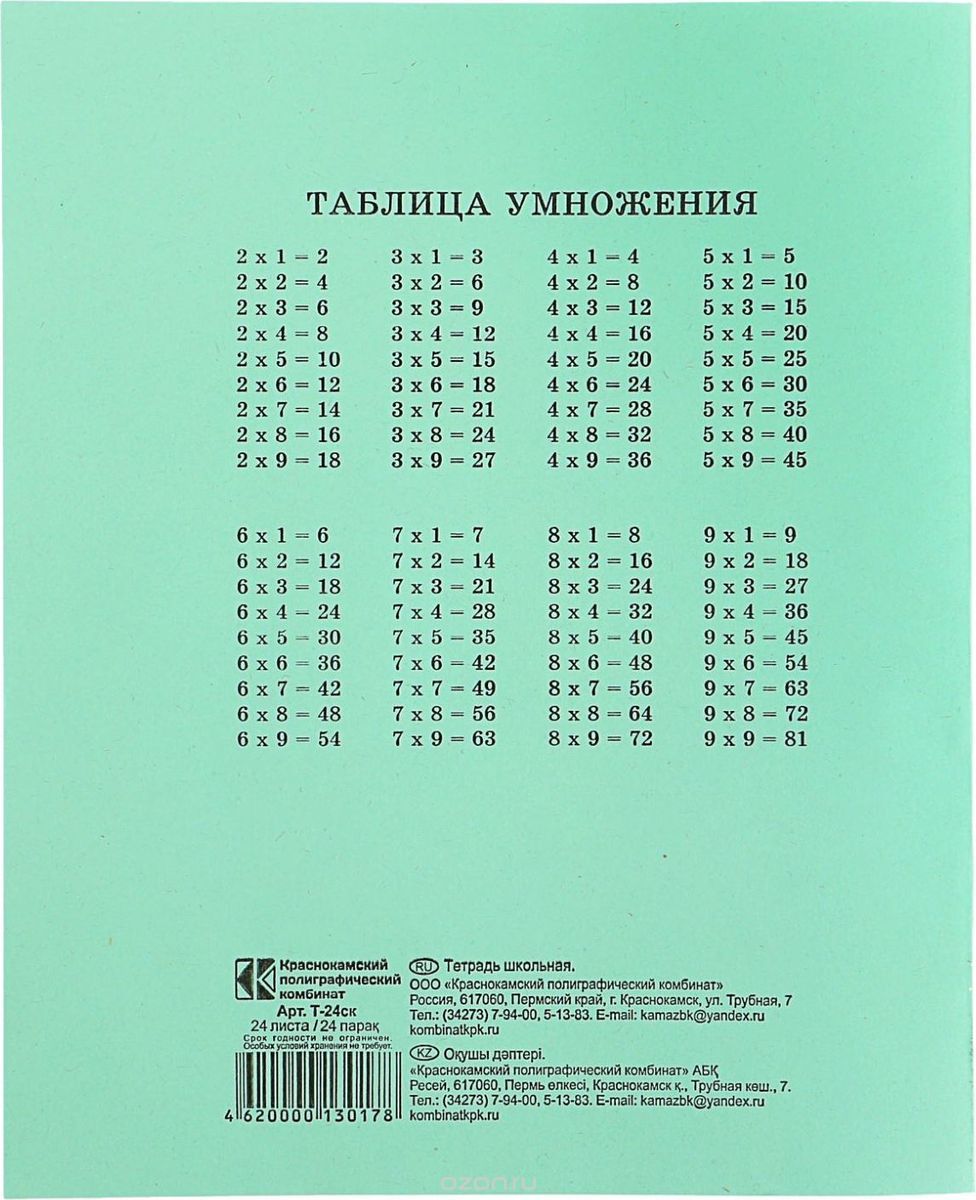 ТАБЛИЦА УМНОЖЕНИЯ
2 x 1 = 2 3 x 1 = 3 4 x 1 = 4 5 x 1 = 5
2 x 2 = 4 3 x 2 = 6 4 x 2 = 8 5 x 2 = 10
2 x 3 = 6 3 x 3 = 9 4 x 3 = 12 5 x 3 = 15
2 x 4 = 8 3 x 4 = 12 4 x 4 = 16 5 x 4 = 20
2 x 5 = 10 3 x 5 = 15 4 x 5 = 20 5 x 5 = 25
2 x 6 = 12 3 x 6 = 18 4 x 6 = 24 5 x 6 = 30
2 x 7 = 14 3 x 7 = 21 4 x 7 = 28 5 x 7 = 35
2 x 8 = 16 3 x 8 = 24 4 x 8 = 32 5 x 8 = 40
2 x 9 = 18 3 x 9 = 27 4 x 9 = 36 5 x 9 = 45
6 x 1 = 6 7 x 1 = 7 8 x 1 = 8 9 x 1 = 9
6 x 2 = 12 7 x 2 = 14 8 x 2 = 16 9 x 2 = 18
6 x 3 = 18 7 x 3 = 21 8 x 3 = 24 9 x 3 = 27
6 x 4 = 24 7 x 4 = 28 8 x 4 = 32 9 x 4 = 36
6 x 5 = 30 7 x 5 = 35 8 x 5 = 40 9 x 5 = 45
6 x 6 = 36 7 x 6 = 42 8 x 6 = 48 9 x 6 = 54
6 x 7 = 42 7 x 7 = 49 8 x 7 = 56 9 x 7 = 63
6 x 8 = 48 7 x 8 = 56 8 x 8 = 64 9 x 8 = 72
6 x 9 = 54 7 x 9 = 63 8 x 9 = 72 9 x 9 = 81
Краснокамский
полиграфический
комбинат
Арт. Т-24ск
24 листа / 24 парақ
Срок годности не ограничен.
Особых условий хранения не требует.
4 620000 130178
RU Тетрадь школьная.
ООО «Краснокамский полиграфический комбинат»
Россия, 617060, Пермский край, г. Краснокамск, ул. Трубная, 7
Тел.: (34273) 7-94-00, 5-13-83. E-mail: kamazbk@yandex.ru
kombinatkpk.ru
KZ Оқушы дәптері.
«Краснокамский полиграфический комбинат» АБҚ
Ресей, 617060, Пермь өлкесі, Краснокамск қ., Трубная көш., 7.
Тел.: (34273) 7-94-00, 5-13-83. E-mail: kamazbk@yandex.ru
kombinatkpk.ru
ozon.ru